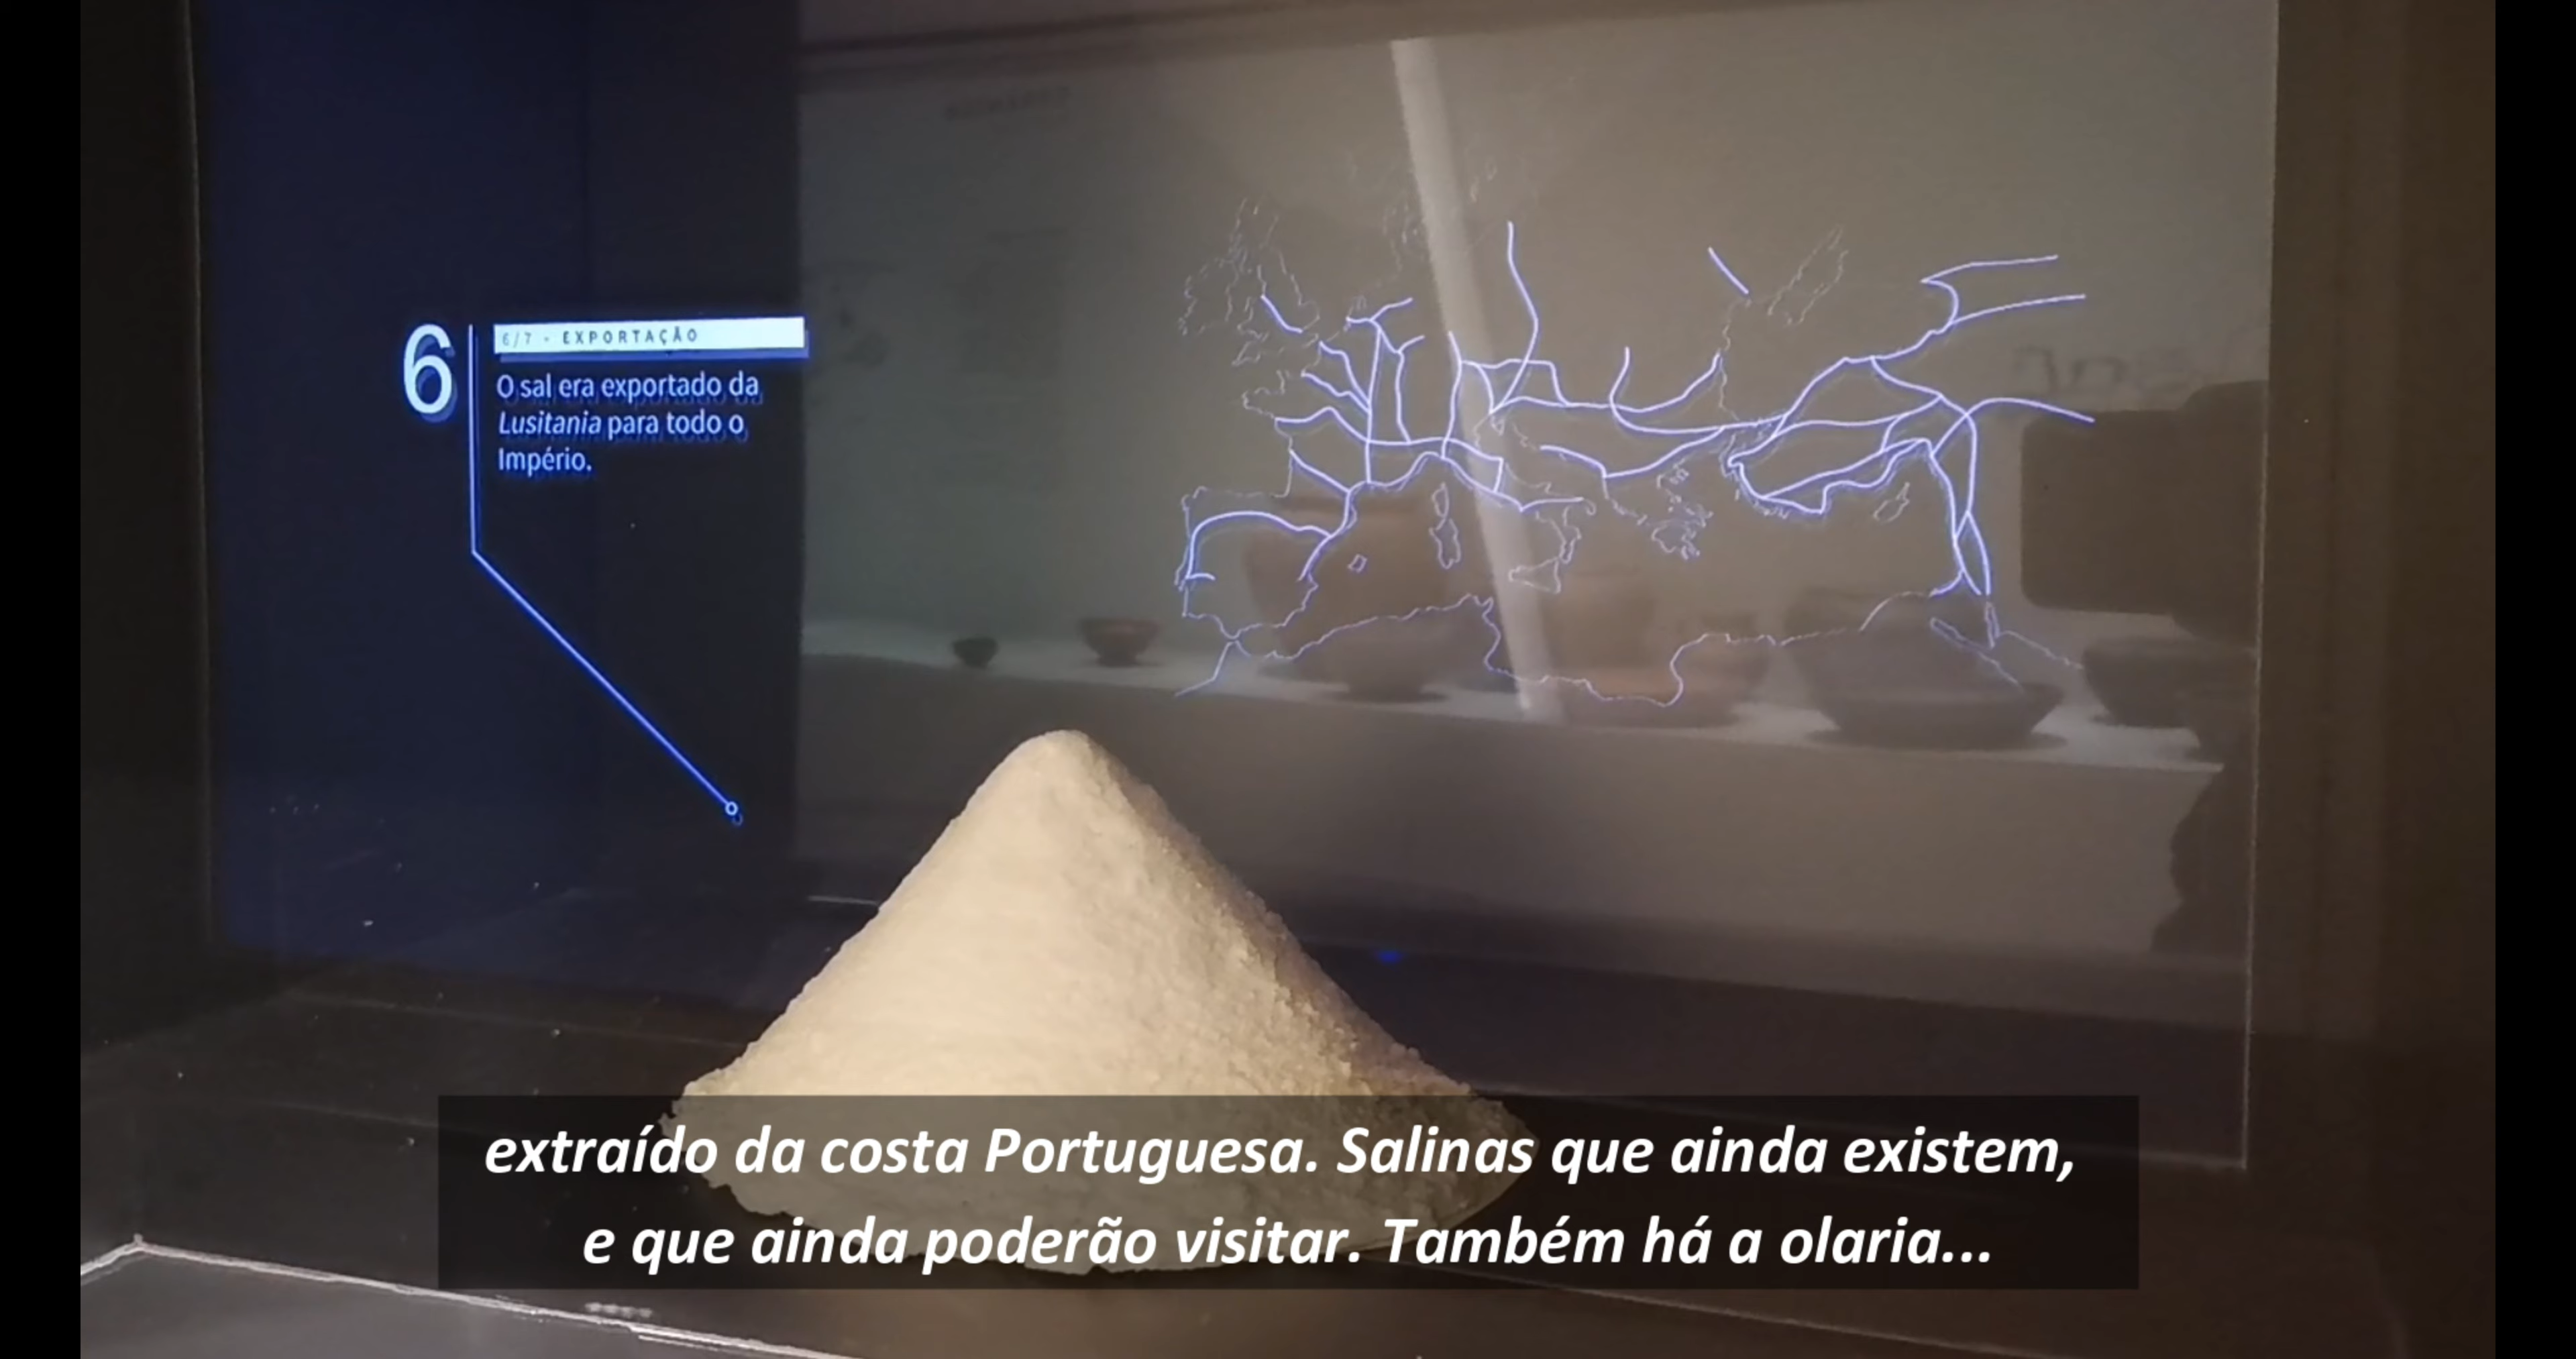 6
6/7 - EXPORTAÇÃO
O sal era exportado da
Lusitania para todo o
Império.
extraído da costa Portuguesa. Salinas que ainda existem,
e que ainda poderão visitar. Também há a olaria...